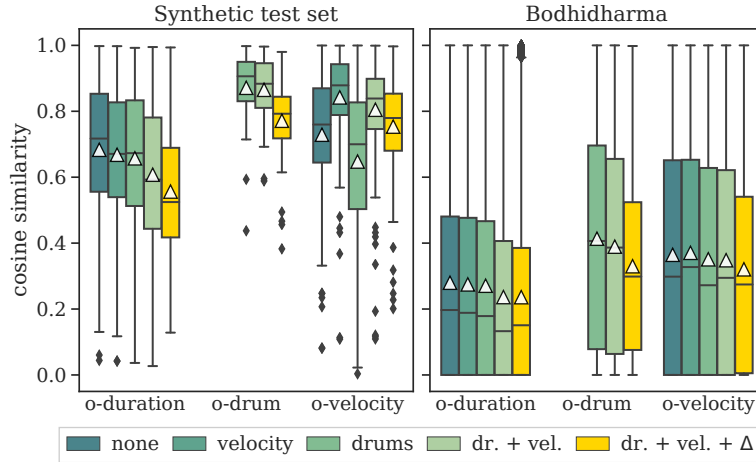 Synthetic test set Bodhidharma
cosine similarity
1.0
0.8
0.6
0.4
0.2
0.0
o-duration o-drum o-velocity o-duration o-drum o-velocity
none velocity drums dr. + vel. dr. + vel. + Δ